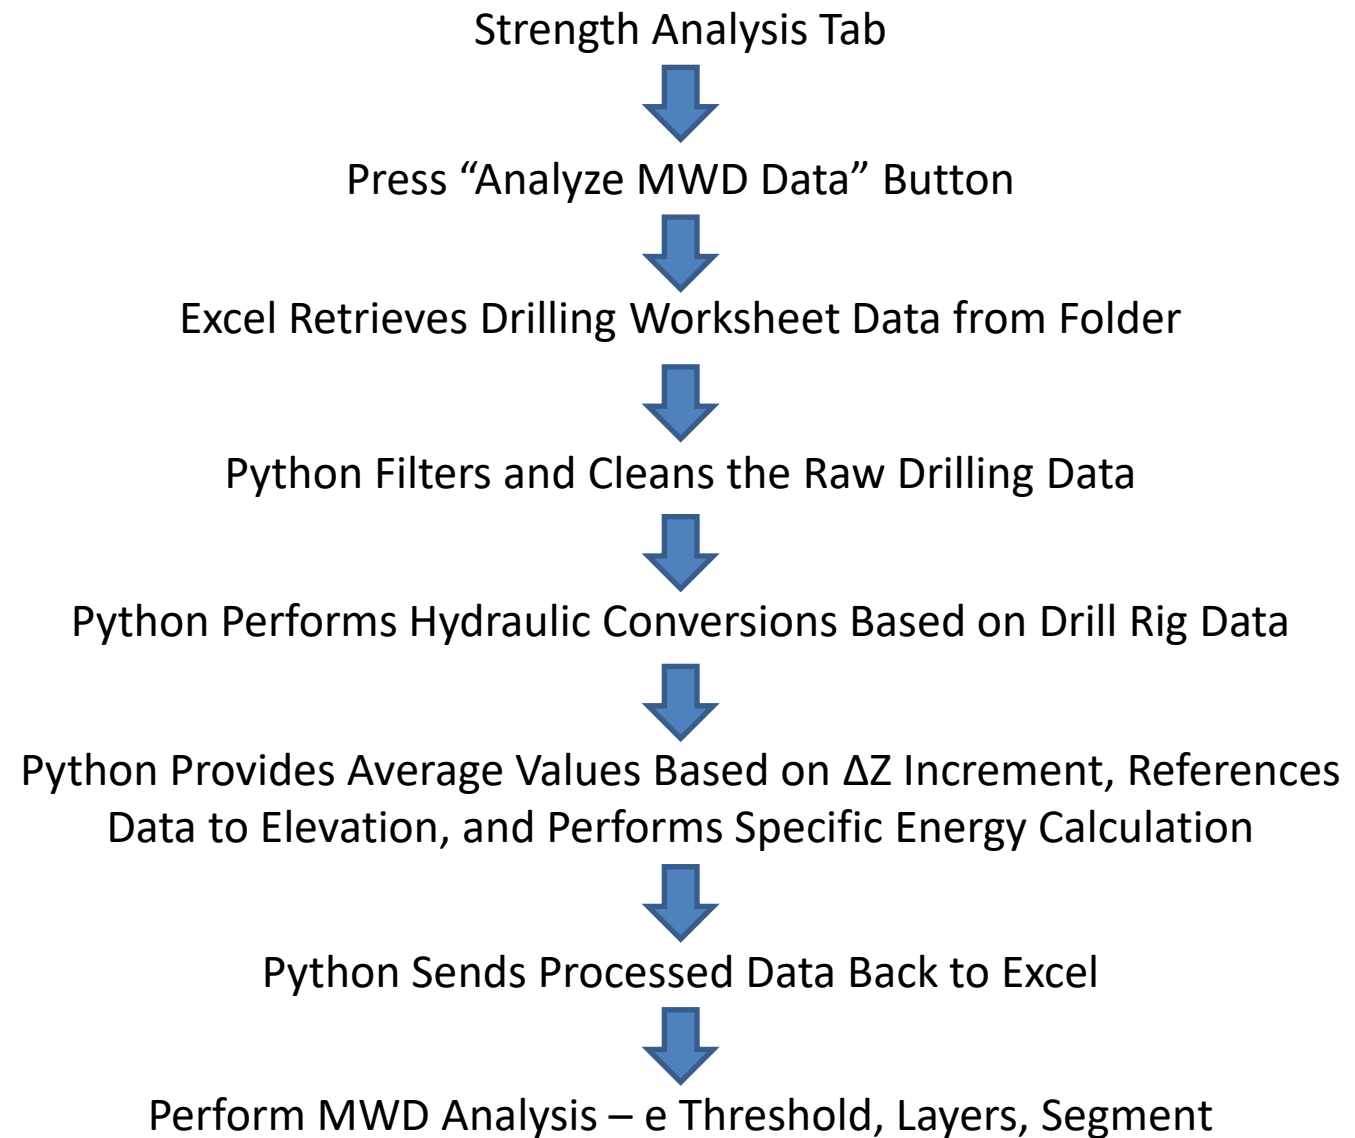 Strength Analysis Tab
Press “Analyze MWD Data” Button
Excel Retrieves Drilling Worksheet Data from Folder
Python Filters and Cleans the Raw Drilling Data
Python Performs Hydraulic Conversions Based on Drill Rig Data
Python Provides Average Values Based on ΔZ Increment, References
Data to Elevation, and Performs Specific Energy Calculation
Python Sends Processed Data Back to Excel
Perform MWD Analysis – e Threshold, Layers, Segment